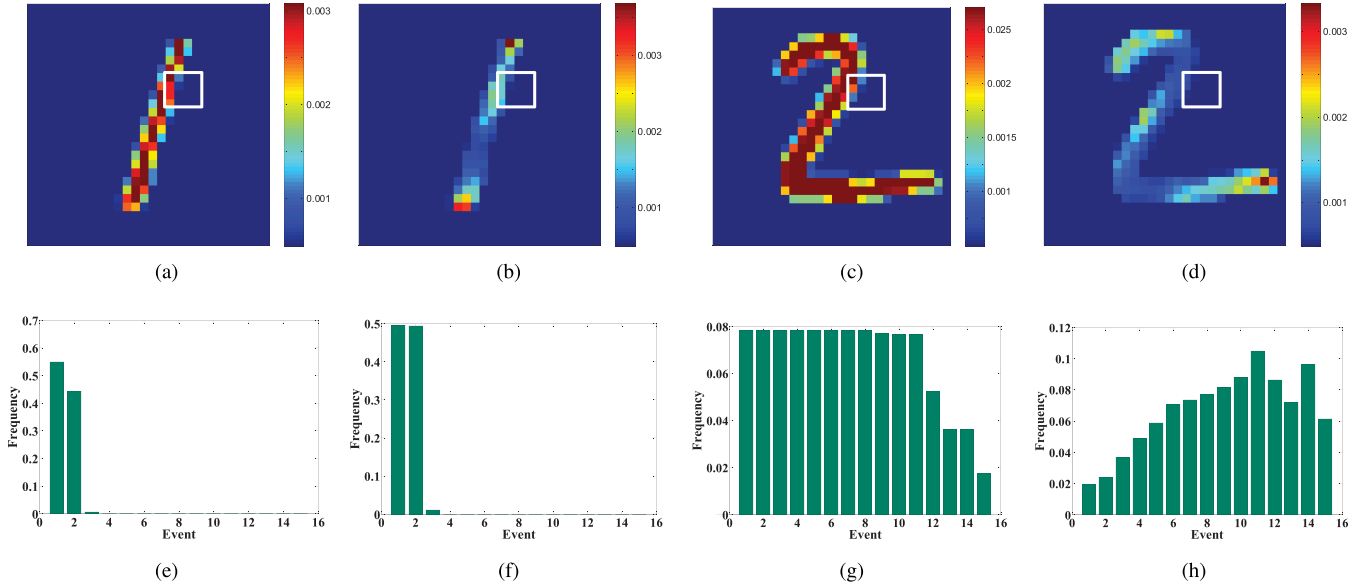 0.003
0.002
0.001
0.003
0.002
0.001
0.025
0.002
0.0015
0.001
0.003
0.002
0.001
(a)
(b)
(c)
(d)
0.7
0.6
0.5
0.4
0.3
0.2
0.1
0
Frequency
0 2 4 6 8 10 12 14 16
Event
0.5
0.4
0.3
0.2
0.1
0
Frequency
0 2 4 6 8 10 12 14 16
Event
0.08
0.06
0.04
0.02
0
Frequency
0 2 4 6 8 10 12 14 16
Event
0.12
0.1
0.08
0.06
0.04
0.02
0
Frequency
0 2 4 6 8 10 12 14 16
Event
(e)
(f)
(g)
(h)